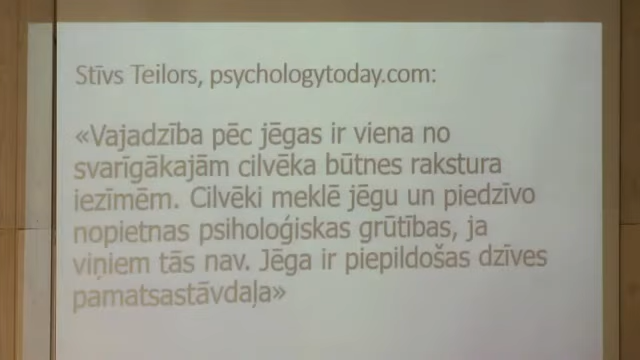 Stīvs Teilors, psychologytoday.com:
«Vajadzība pēc jēgas ir viena no
svarīgākajām cilvēka būtnes rakstura
iezīmēm. Cilvēki meklē jēgu un piedzīvo
nopietnas psiholoģiskas grūtības, ja
viņiem tās nav. Jēga ir piepildošas dzīves
pamatsastāvdaļa»